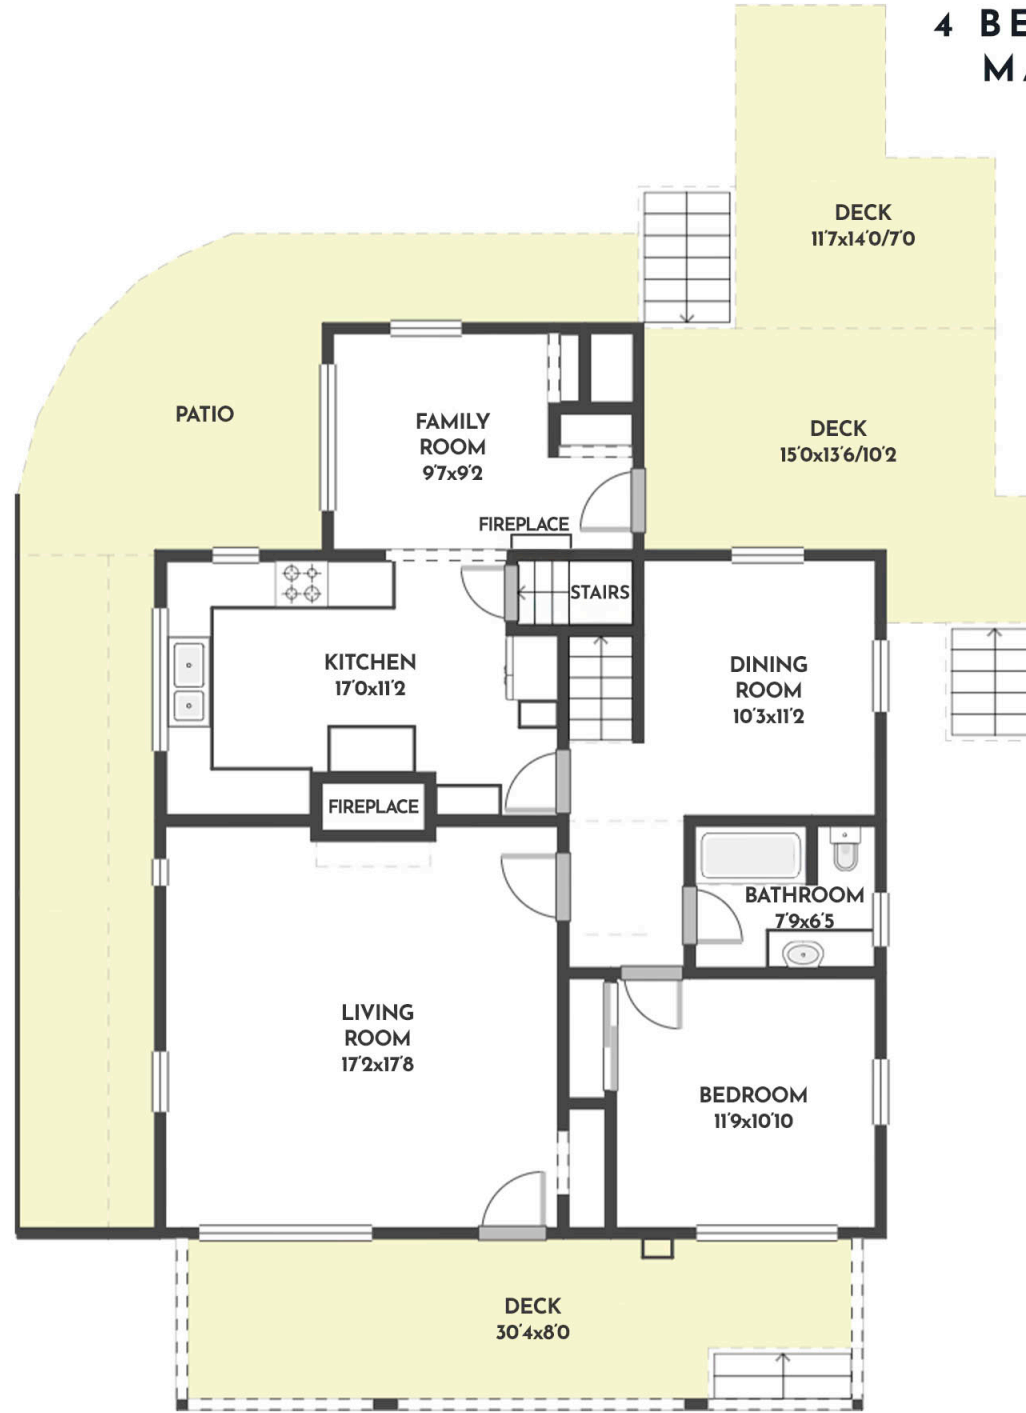 4 BE
MA
DECK
11'7x14'0/7'0
PATIO
FAMILY
ROOM
9'7x9'2
DECK
15'0x13'6/10'2
FIREPLACE
STAIRS
KITCHEN
17'0x11'2
DINING
ROOM
10'3x11'2
FIREPLACE
BATHROOM
7'9x6'5
LIVING
ROOM
17'2x17'8
BEDROOM
11'9x10'10
DECK
30'4x8'0